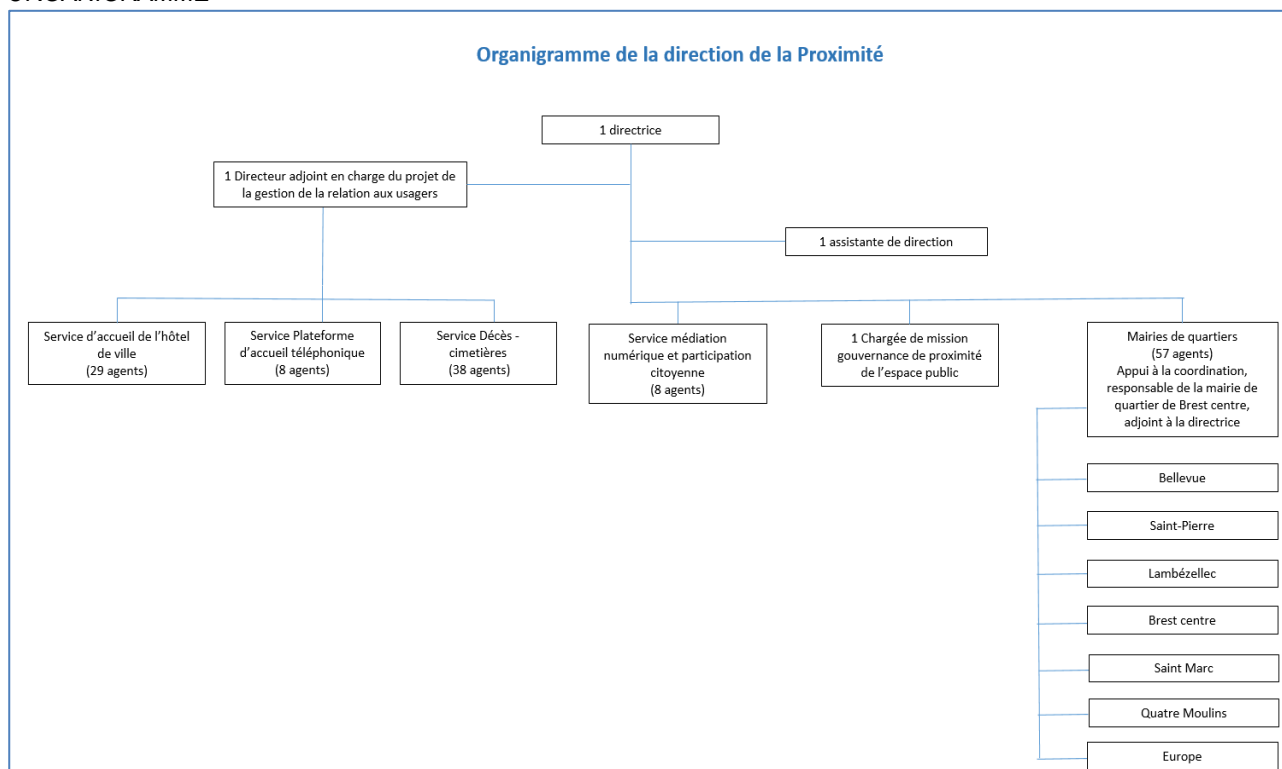 ORGANIGRAMME
Organigramme de la direction de la Proximité
1 directrice
1 Directeur adjoint en charge du projet de
la gestion de la relation aux usagers
1 assistante de direction
Service d’accueil de l’hôtel
de ville
(29 agents)
Service Plateforme
d’accueil téléphonique
(8 agents)
Service Décès -
cimetières
(38 agents)
Service médiation
numérique et participation
citoyenne
(8 agents)
1 Chargée de mission
gouvernance de proximité
de l’espace public
Mairies de quartiers
(57 agents)
Appui à la coordination,
responsable de la mairie de
quartier de Brest centre,
adjoint à la directrice
Bellevue
Saint-Pierre
Lambézellec
Brest centre
Saint Marc
Quatre Moulins
Europe